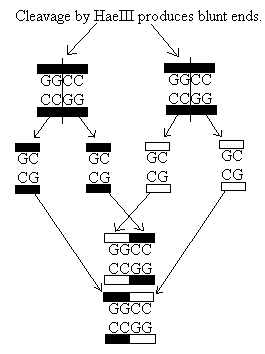 Cleavage by HaeIII produces blunt ends.
GGCC GGCC
CCGG CCGG
GC GC GC GC
CG CG CG CG
GGCC
CCGG
GGCC
CCGG